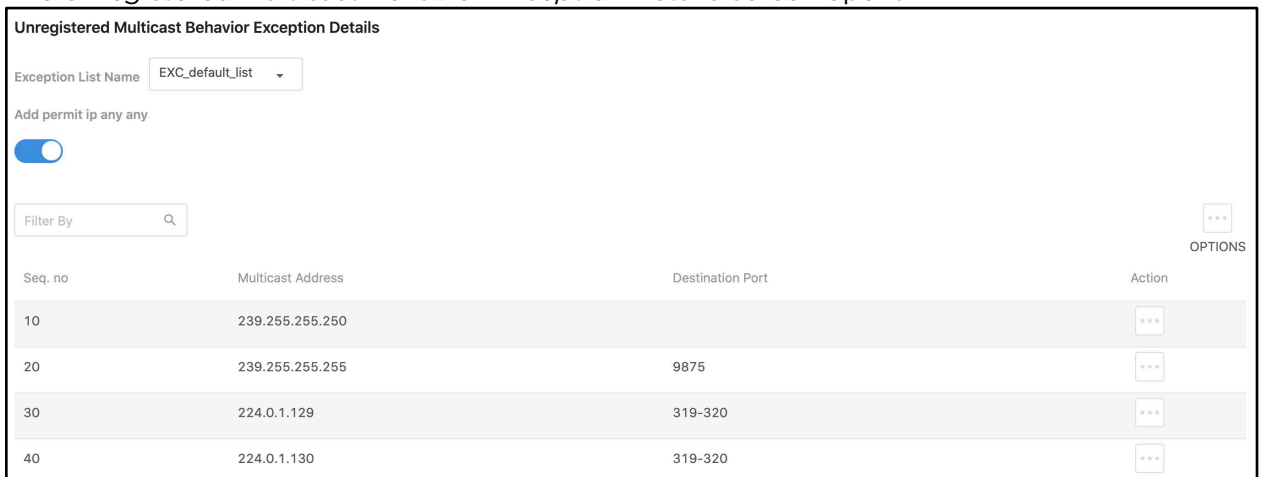 Unregistered Multicast Behavior Exception Details
Exception List Name EXC_default_list
Add permit ip any any
Filter By
OPTIONS
Seq. no Multicast Address Destination Port Action
10 239.255.255.250
20 239.255.255.255 9875
30 224.0.1.129 319-320
40 224.0.1.130 319-320